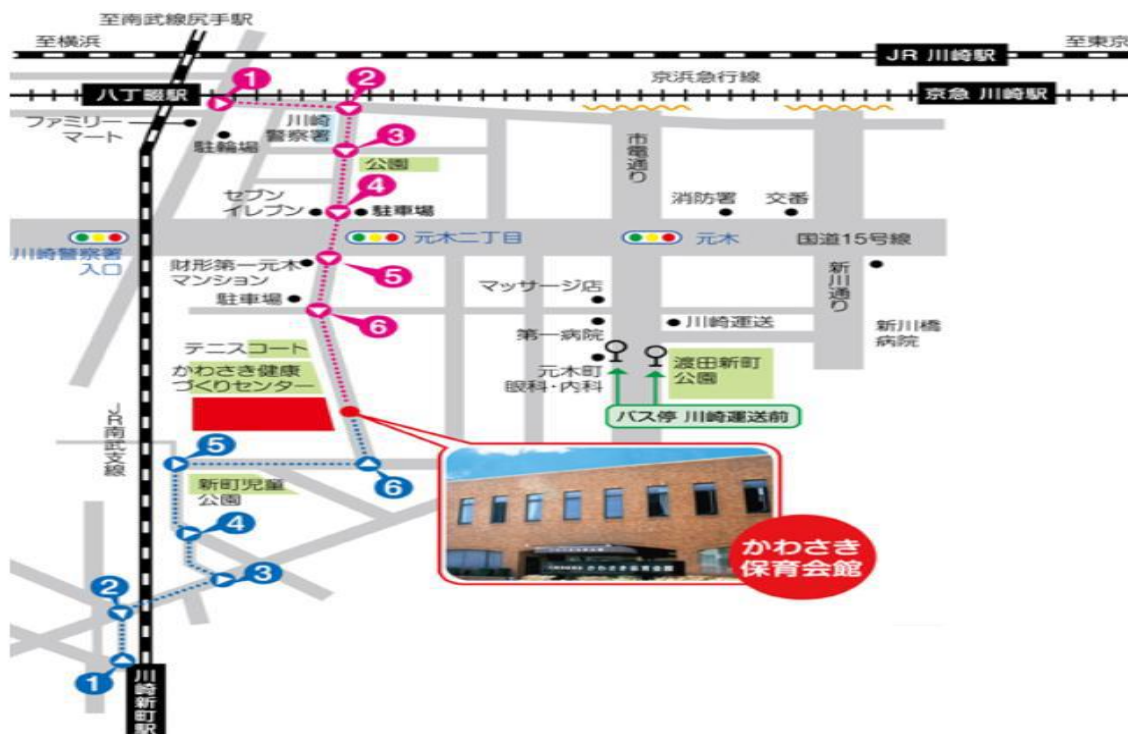 至南武線尻手駅
至横浜
JR 川崎駅
至東京
京浜急行線
八丁畷駅
京急 川崎駅
1
2
ファミリー
マート
駐輪場
川崎
警察署
3
公園
市電通り
4
セブン
イレブン
駐車場
消防署
交番
川崎警察署
入口
元木二丁目
元木
国道15号線
財形第一元木
マンション
5
新川通り
駐車場
マッサージ店
6
第一病院
川崎運送
新川橋
病院
テニスコート
かわさき健康
づくりセンター
元木町
眼科・内科
渡田新町
公園
バス停 川崎運送前
JR南武支線
5
6
新町児童
公園
4
3
2
1
川崎新町駅
かわさき保育会館
かわさき
保育会館